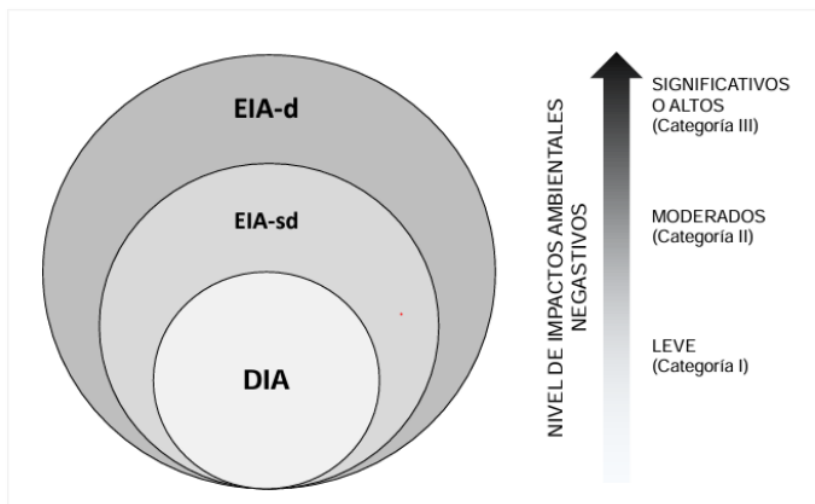 EIA-d
EIA-sd
DIA
NIVEL DE IMPACTOS AMBIENTALES
NEGASTIVOS
SIGNIFICATIVOS
O ALTOS
(Categoría III)
MODERADOS
(Categoría II)
LEVE
(Categoría I)